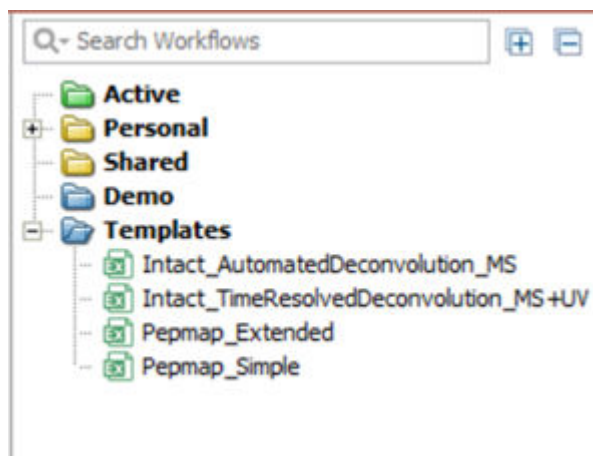 Search Workflows
Active
Personal
Shared
Demo
Templates
Intact_AutomatedDeconvolution_MS
Intact_TimeResolvedDeconvolution_MS+UV
Pepmap_Extended
Pepmap_Simple